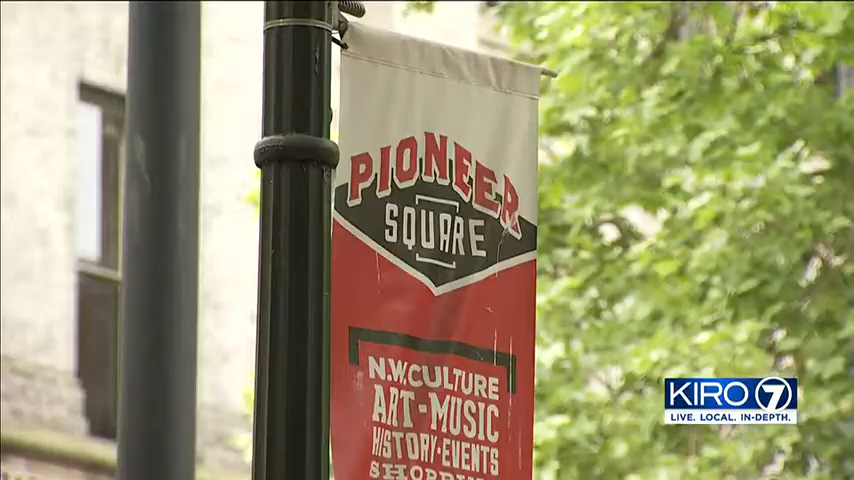 PIONEER
SQUARE
N.W. CULTURE
ART-MUSIC
HISTORY·EVENTS
KIRO 7
LIVE. LOCAL. IN-DEPTH.